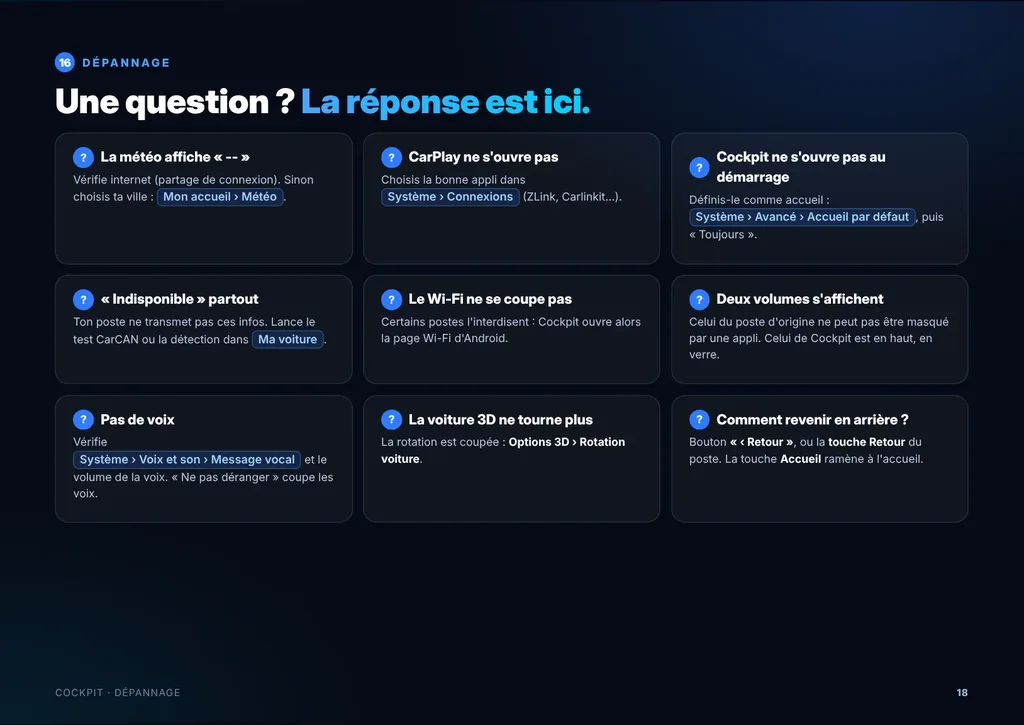 16 DÉPANNAGE
Une question ? La réponse est ici.
? La météo affiche « -- »
Vérifie internet (partage de connexion). Sinon
choisis ta ville : Mon accueil › Météo.
? CarPlay ne s'ouvre pas
Choisis la bonne appli dans
Système › Connexions (ZLink, Carlinkit…).
? Cockpit ne s'ouvre pas au
démarrage
Définis-le comme accueil :
Système › Avancé › Accueil par défaut, puis
« Toujours ».
? « Indisponible » partout
Ton poste ne transmet pas ces infos. Lance le
test CarCAN ou la détection dans Ma voiture.
? Le Wi-Fi ne se coupe pas
Certains postes l'interdisent : Cockpit ouvre alors
la page Wi-Fi d'Android.
? Deux volumes s'affichent
Celui du poste d'origine ne peut pas être masqué
par une appli. Celui de Cockpit est en haut, en
verre.
? Pas de voix
Vérifie
Système › Voix et son › Message vocal et le
volume de la voix. « Ne pas déranger » coupe les
voix.
? La voiture 3D ne tourne plus
La rotation est coupée : Options 3D › Rotation
voiture.
? Comment revenir en arrière ?
Bouton « ‹ Retour », ou la touche Retour du
poste. La touche Accueil ramène à l'accueil.
COCKPIT · DÉPANNAGE
18